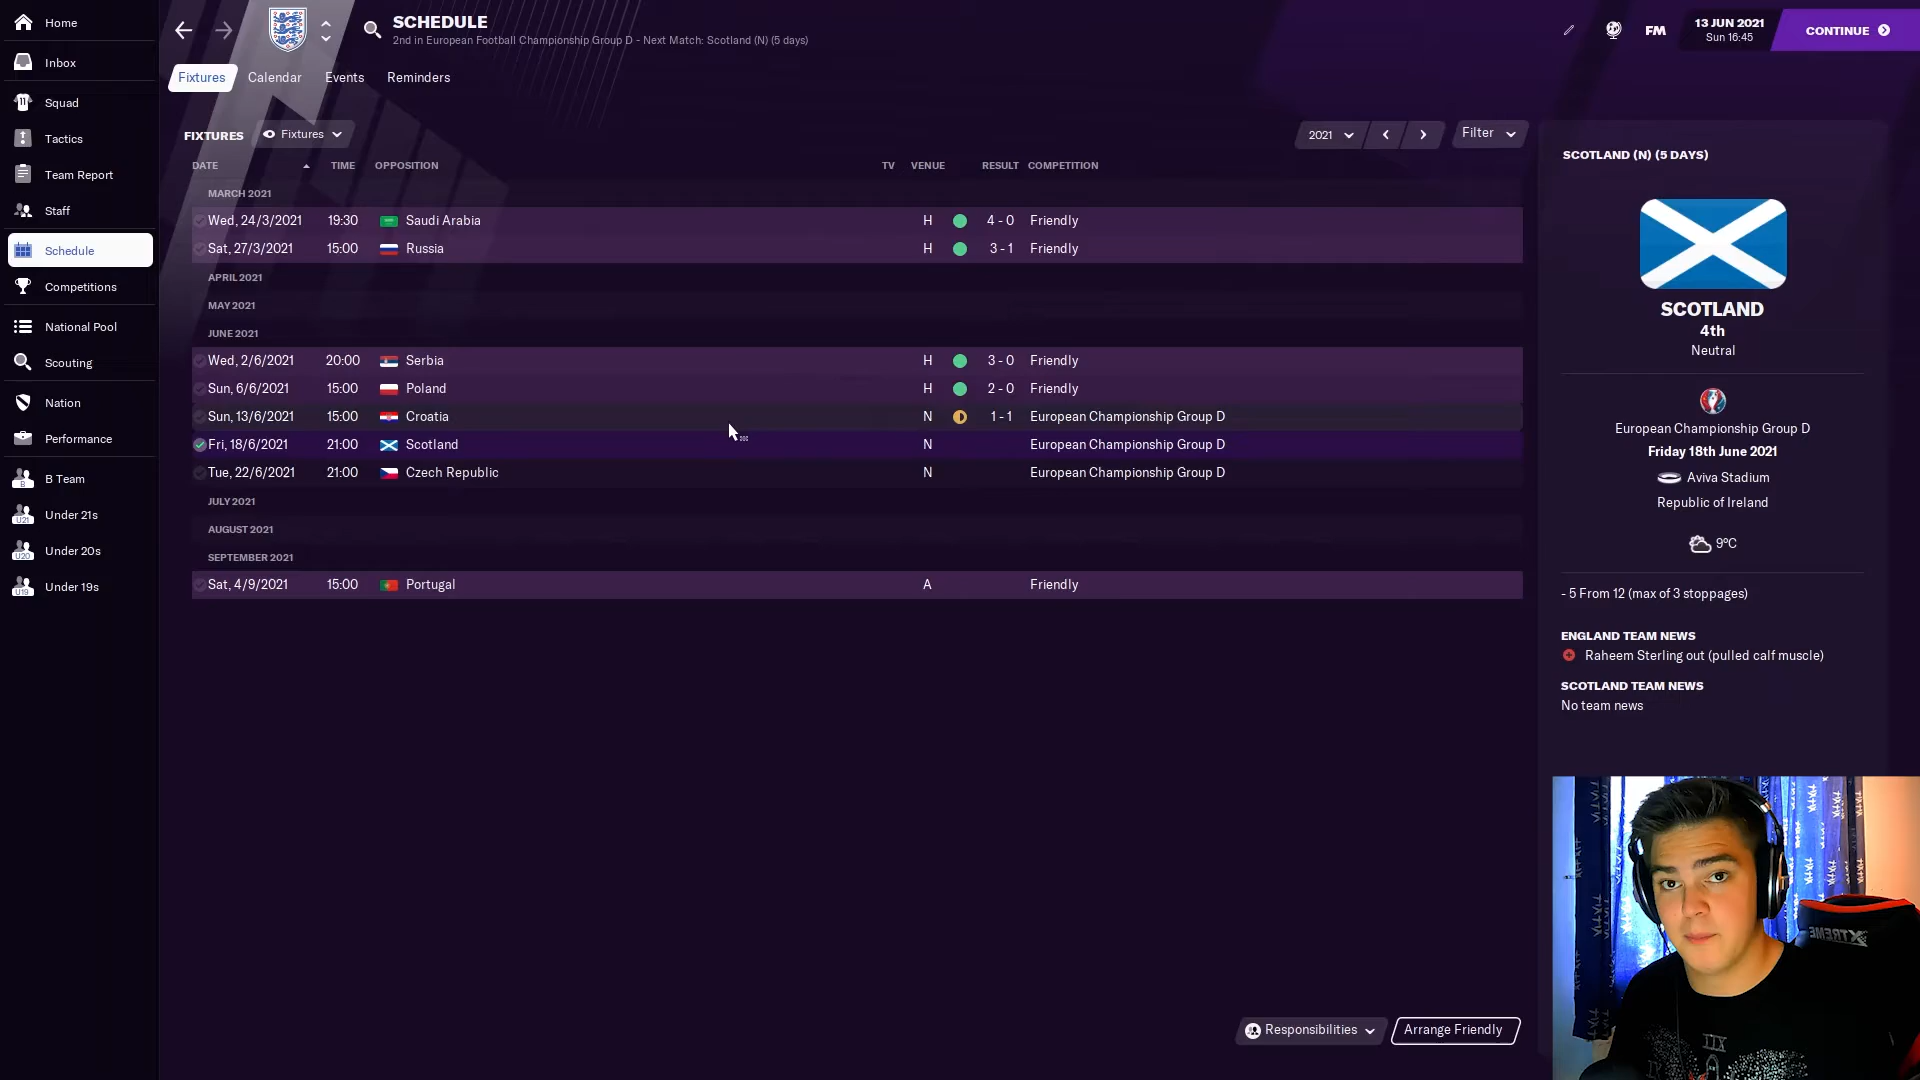 Home
Inbox
Squad
Tactics
Team Report
Staff
Schedule
Competitions
National Pool
Scouting
Nation
Performance
B Team
Under 21s
Under 20s
Under 19s
SCHEDULE
2nd in European Football Championship Group D - Next Match: Scotland (N) (5 days)
FM
13 JUN 2021
Sun 16:45
CONTINUE
Fixtures Calendar Events Reminders
FIXTURES Fixtures 2021 Filter
DATE TIME OPPOSITION TV VENUE RESULT COMPETITION
MARCH 2021
Wed, 24/3/2021 19:30 Saudi Arabia H 4 - 0 Friendly
Sat, 27/3/2021 15:00 Russia H 3 - 1 Friendly
APRIL 2021
MAY 2021
JUNE 2021
Wed, 2/6/2021 20:00 Serbia H 3 - 0 Friendly
Sun, 6/6/2021 15:00 Poland H 2 - 0 Friendly
Sun, 13/6/2021 15:00 Croatia N 1 - 1 European Championship Group D
Fri, 18/6/2021 21:00 Scotland N European Championship Group D
Tue, 22/6/2021 21:00 Czech Republic N European Championship Group D
JULY 2021
AUGUST 2021
SEPTEMBER 2021
Sat, 4/9/2021 15:00 Portugal A Friendly
Responsibilities Arrange Friendly
SCOTLAND (N) (5 DAYS)
SCOTLAND
4th
Neutral
European Championship Group D
Friday 18th June 2021
Aviva Stadium
Republic of Ireland
9°C
- 5 From 12 (max of 3 stoppages)
ENGLAND TEAM NEWS
Raheem Sterling out (pulled calf muscle)
SCOTLAND TEAM NEWS
No team news
XTREME